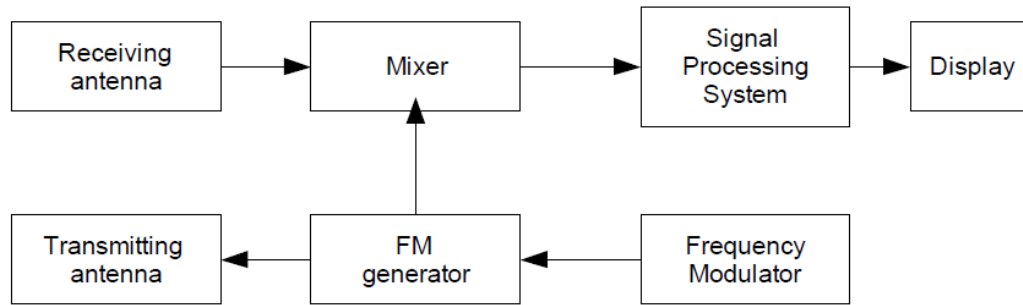 Receiving
antenna
Mixer
Signal
Processing
System
Display
Transmitting
antenna
FM
generator
Frequency
Modulator